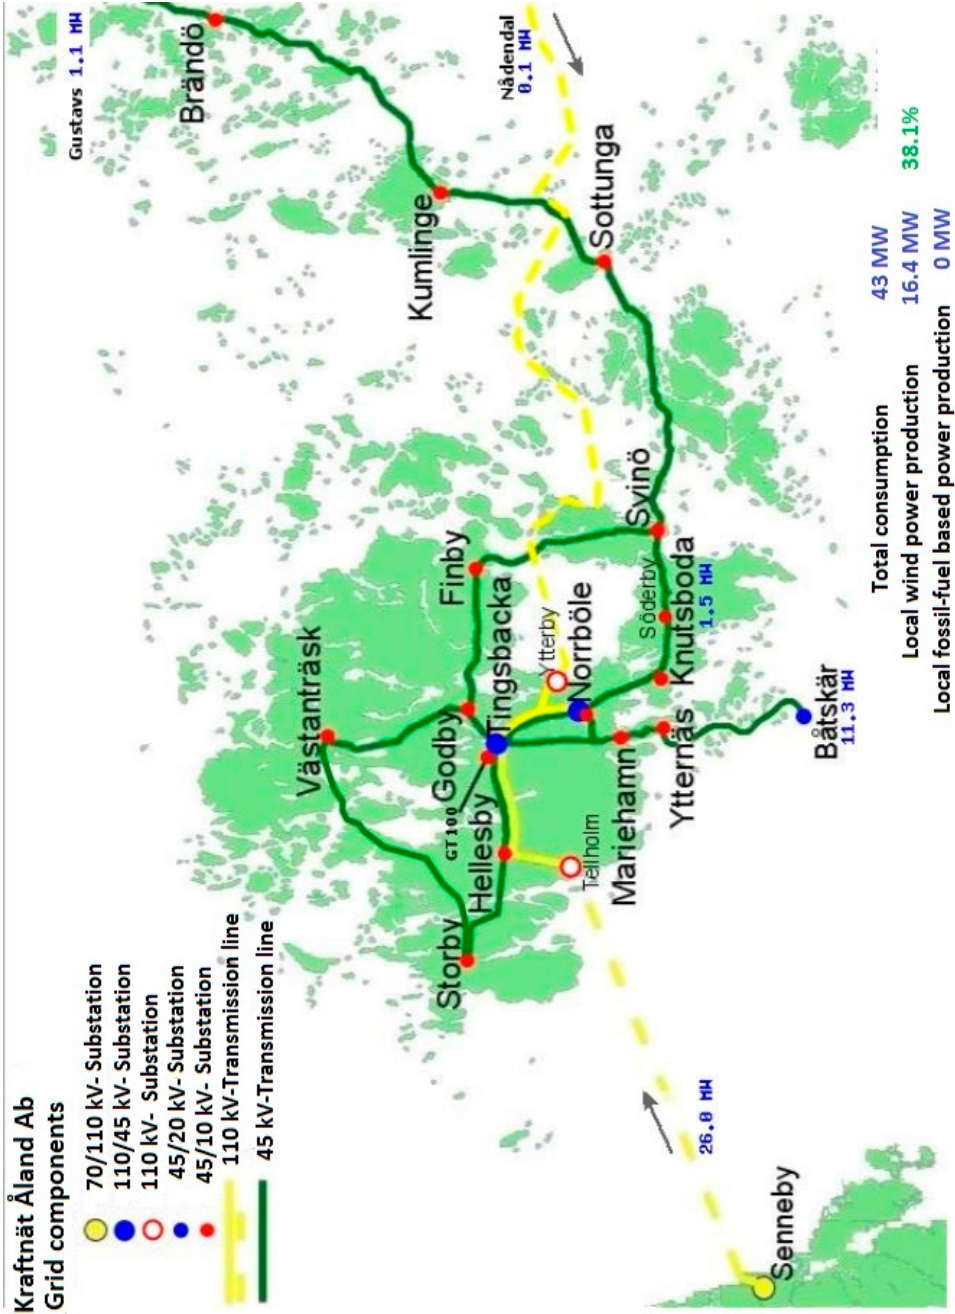 Kraftnät Åland Ab
Grid components
70/110 kV- Substation
110/45 kV- Substation
110 kV- Substation
45/20 kV- Substation
45/10 kV- Substation
110 kV-Transmission line
45 kV-Transmission line
Gustavs 1.1 MW
Brändö
Nådendal
0.1 MW
Kumlinge
Sottunga
Västanträsk
Finby
Svinö
Godby
Tingsbacka
Ytterby
Norrböle
Söderby
Knutsboda
1.5 MW
Storby
Hellesby
GT100
Tellholm
Mariehamn
Ytternäs
Båtskär
11.3 MW
26.8 MW
Senneby
Total consumption 43 MW
Local wind power production 16.4 MW 38.1%
Local fossil-fuel based power production 0 MW